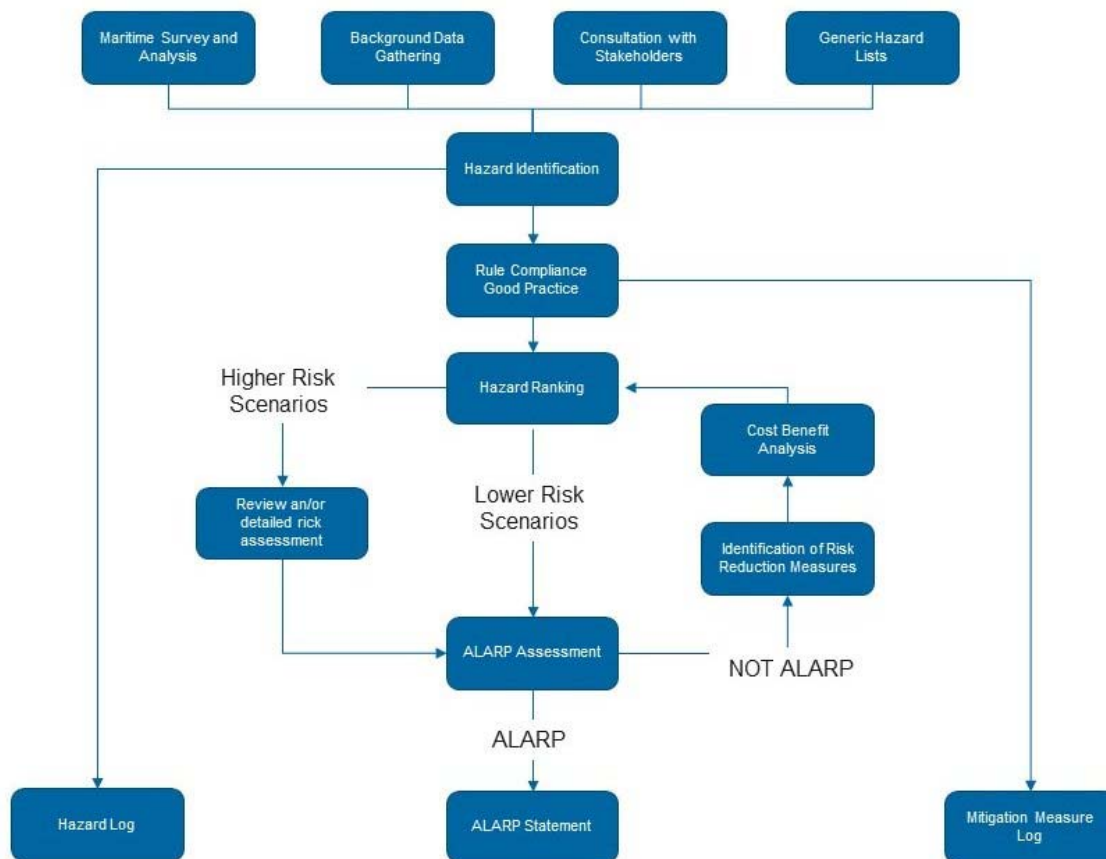 Maritime Survey and
Analysis
Background Data
Gathering
Consultation with
Stakeholders
Generic Hazard
Lists
Hazard Identification
Rule Compliance
Good Practice
Higher Risk
Scenarios
Hazard Ranking
Cost Benefit
Analysis
Review an/or
detailed risk
assessment
Lower Risk
Scenarios
Identification of Risk
Reduction Measures
ALARP Assessment
NOT ALARP
ALARP
Hazard Log
ALARP Statement
Mitigation Measure
Log